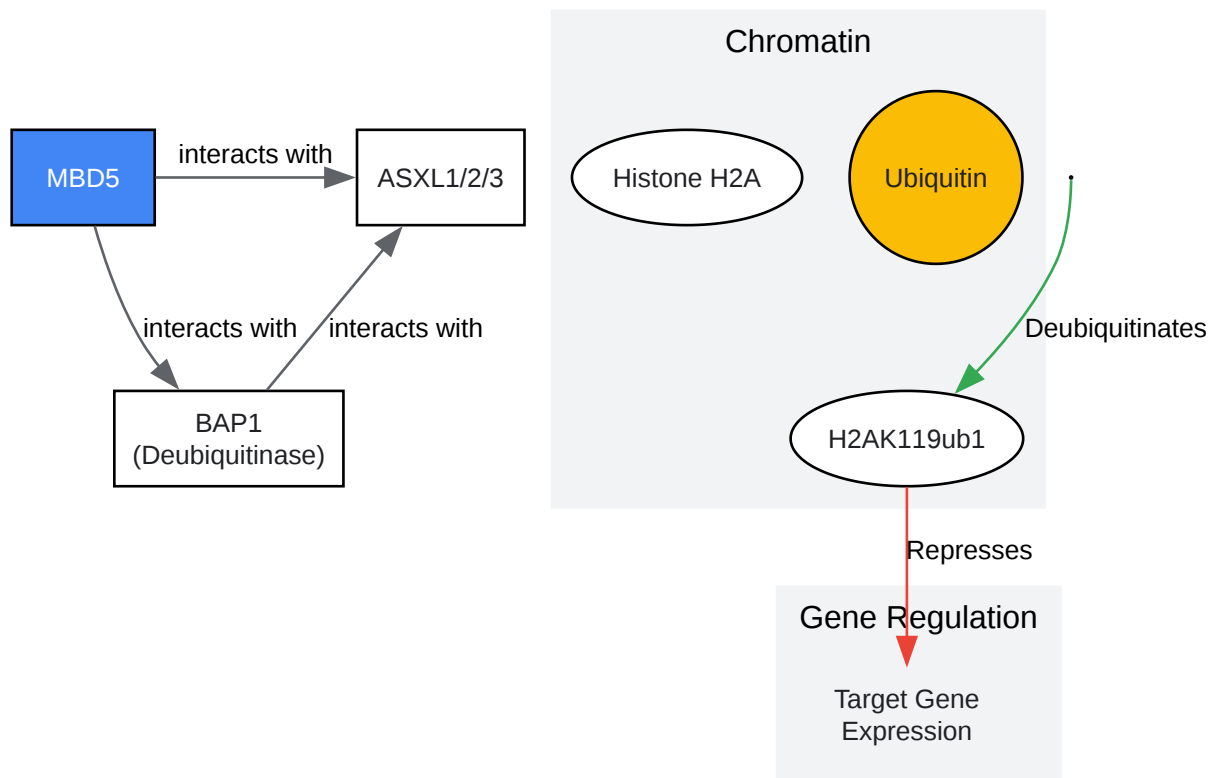 Chromatin
MBD5
interacts with
ASXL1/2/3
Histone H2A
Ubiquitin
interacts with
interacts with
Deubiquitinates
BAP1
(Deubiquitinase)
H2AK119ub1
Represses
Gene Regulation
Target Gene
Expression